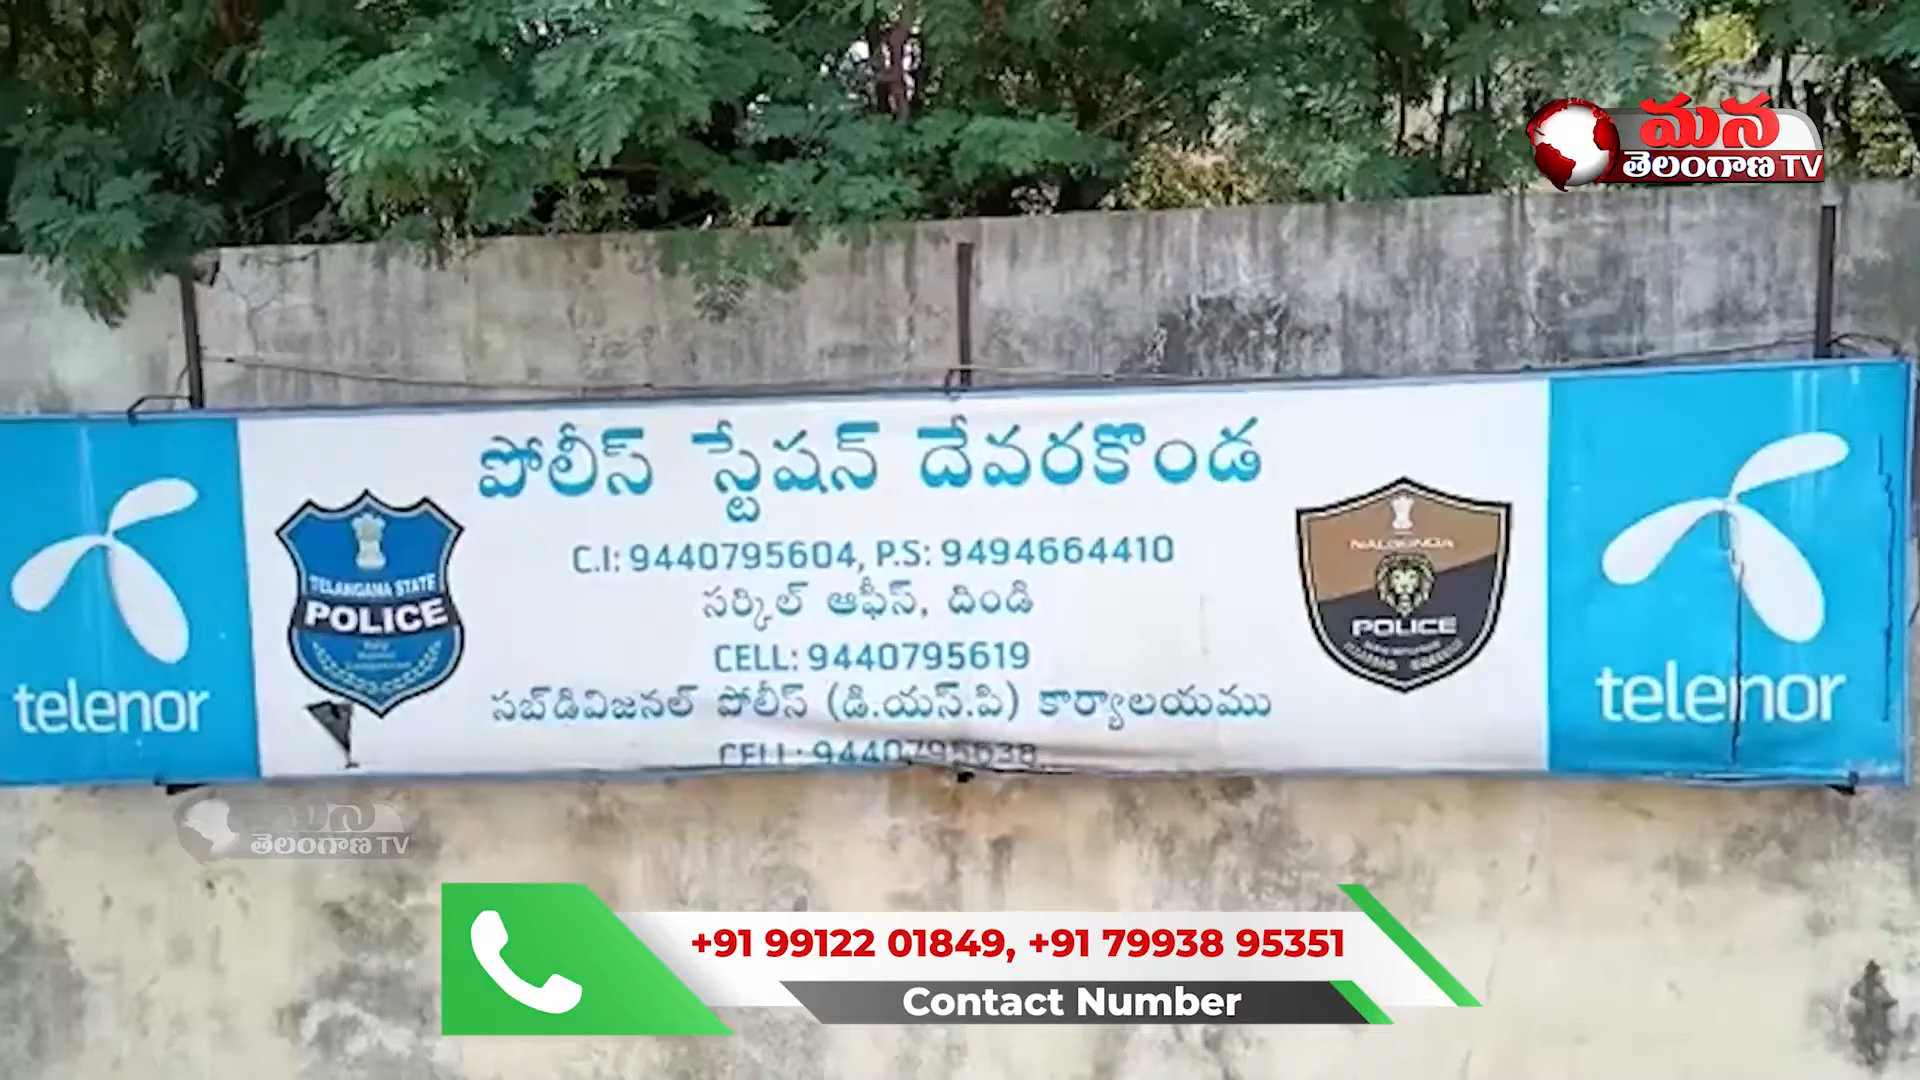 మన
తెలంగాణ TV
పోలీస్ స్టేషన్ దేవరకొండ
C.I: 9440795604, P.S: 9494664410
సర్కిల్ ఆఫీస్, దిండి
CELL: 9440795619
సబ్‌డివిజనల్ పోలీస్ (డి.యస్.పి) కార్యాలయము
CELL: 9440795638
telenor
TELANGANA STATE
POLICE
NALGONDA
POLICE
telenor
మన
తెలంగాణ TV
+91 99122 01849, +91 79938 95351
Contact Number